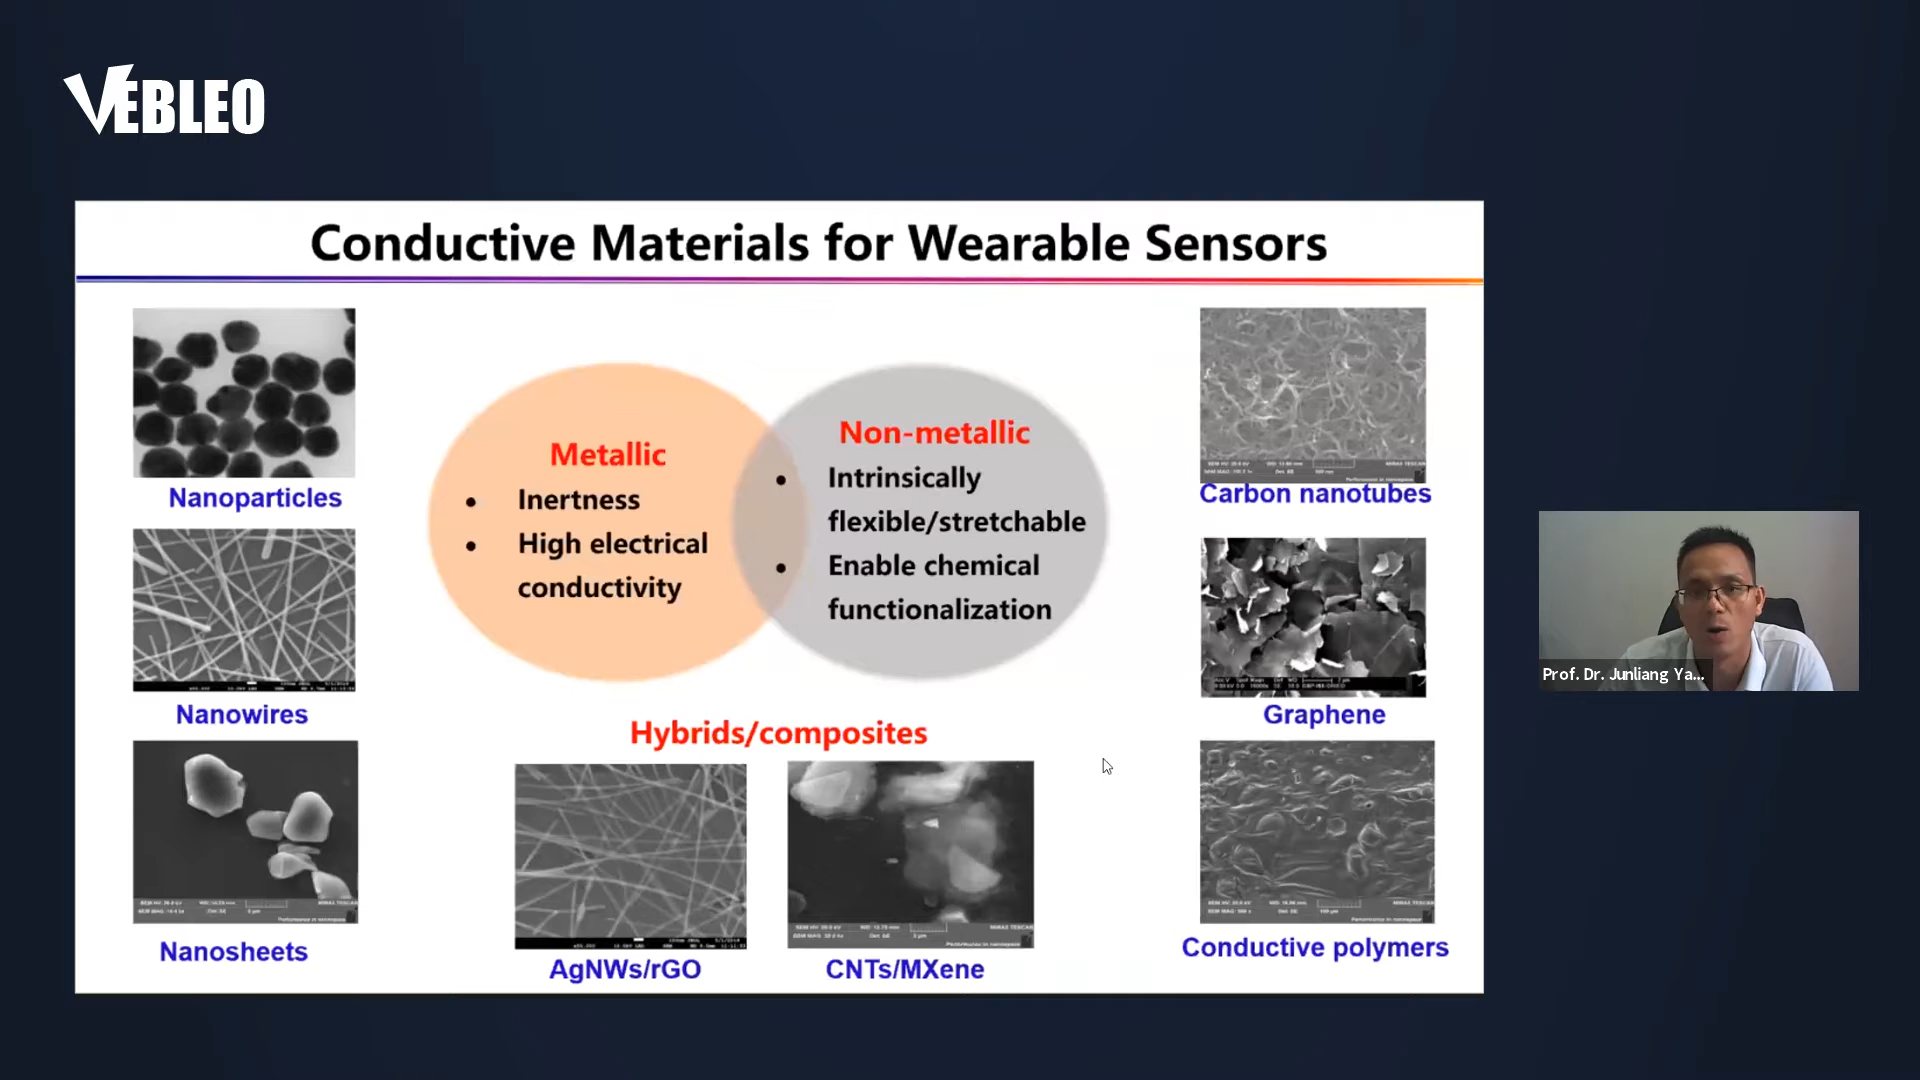 VEBLEO
Conductive Materials for Wearable Sensors
Nanoparticles
Nanowires
Nanosheets
Metallic
• Inertness
• High electrical
conductivity
Non-metallic
• Intrinsically
flexible/stretchable
• Enable chemical
functionalization
Hybrids/composites
AgNWs/rGO
CNTs/MXene
Carbon nanotubes
Graphene
Conductive polymers
Prof. Dr. Junliang Ya...